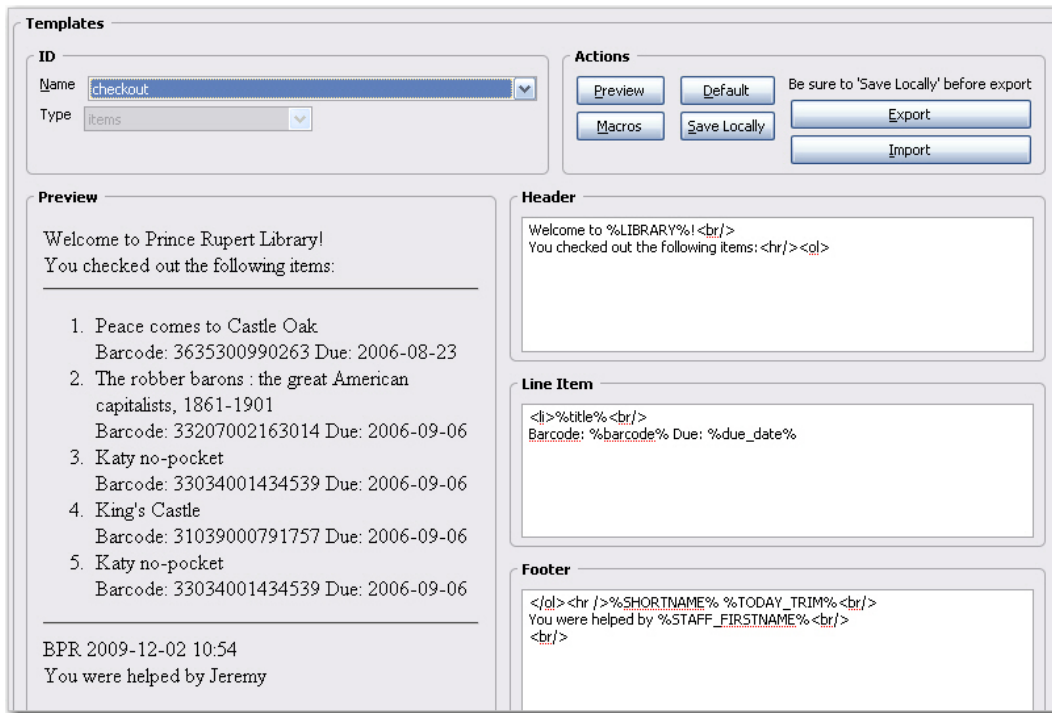 Templates
ID
Name checkout
Type items
Actions
Preview Default Be sure to 'Save Locally' before export
Macros Save Locally Export
Import
Preview
Welcome to Prince Rupert Library!
You checked out the following items:
1. Peace comes to Castle Oak
Barcode: 3635300990263 Due: 2006-08-23
2. The robber barons : the great American
capitalists, 1861-1901
Barcode: 33207002163014 Due: 2006-09-06
3. Katy no-pocket
Barcode: 33034001434539 Due: 2006-09-06
4. King's Castle
Barcode: 31039000791757 Due: 2006-09-06
5. Katy no-pocket
Barcode: 33034001434539 Due: 2006-09-06
BPR 2009-12-02 10:54
You were helped by Jeremy
Header
Welcome to %LIBRARY%!<br/>
You checked out the following items:<hr/><ol>
Line Item
<li>%title%<br/>
Barcode: %barcode% Due: %due_date%
Footer
</ol><hr />%SHORTNAME% %TODAY_TRIM%<br/>
You were helped by %STAFF_FIRSTNAME%<br/>
<br/>